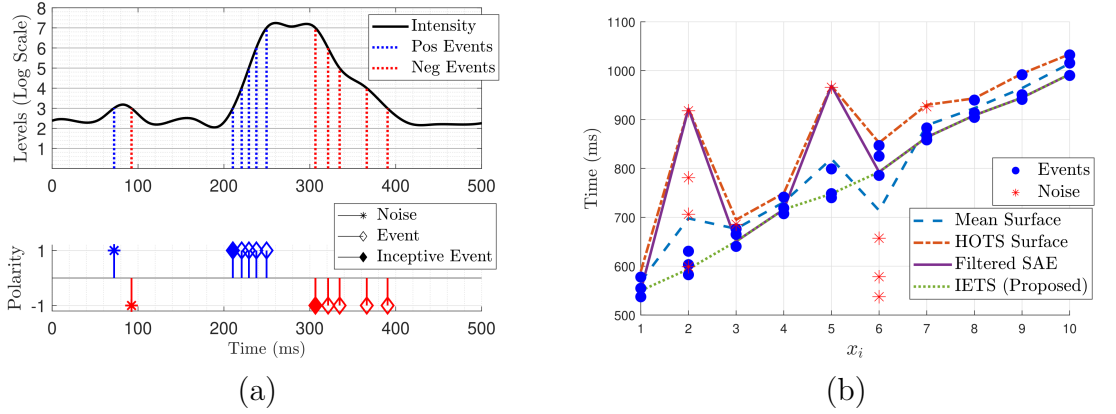 8
7
6
5
4
3
2
1
Levels (Log Scale)
Intensity
Pos Events
Neg Events
0 100 200 300 400 500
Noise
Event
Inceptive Event
1
-1
Polarity
0 100 200 300 400 500
Time (ms)
(a)
1100
1000
900
800
700
600
500
Time (ms)
Events
Noise
Mean Surface
HOTS Surface
Filtered SAE
IETS (Proposed)
1 2 3 4 5 6 7 8 9 10
xᵢ
(b)